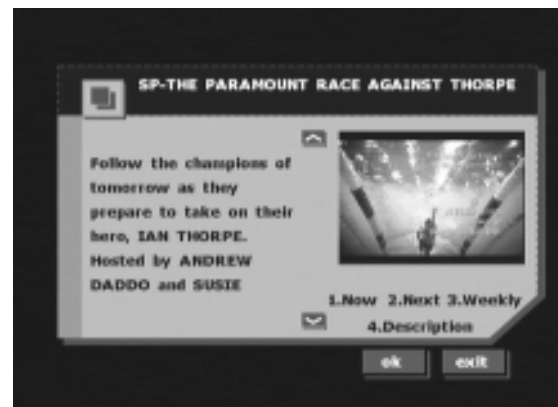 SP-THE PARAMOUNT RACE AGAINST THORPE
Follow the champions of
tomorrow as they
prepare to take on their
hero, IAN THORPE.
Hosted by ANDREW
DADDO and SUSIE
1.Now 2.Next 3.Weekly
4.Description
ok exit